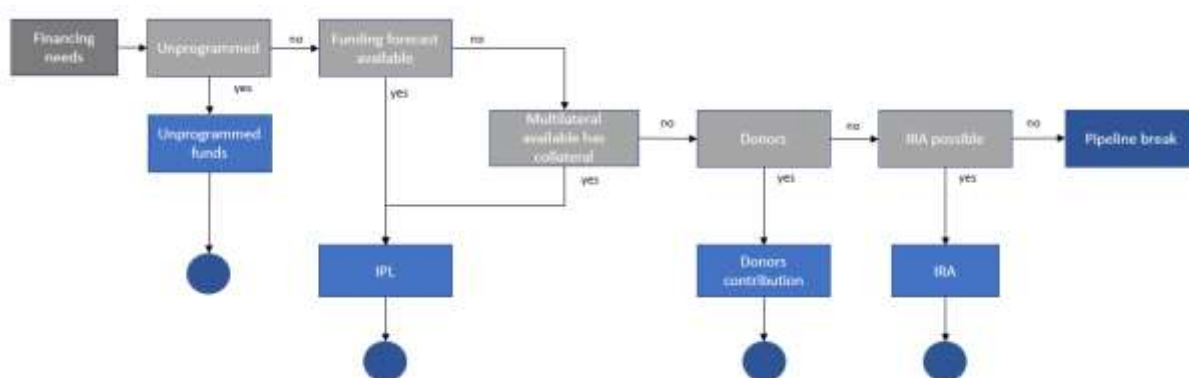 Financing
needs
Unprogrammed
no
Funding forecast
available
no
yes
yes
Unprogrammed
funds
Multilateral
available has
collateral
no
Donors
no
IRA possible
no
Pipeline break
yes
yes
yes
IPL
Donors
contribution
IRA